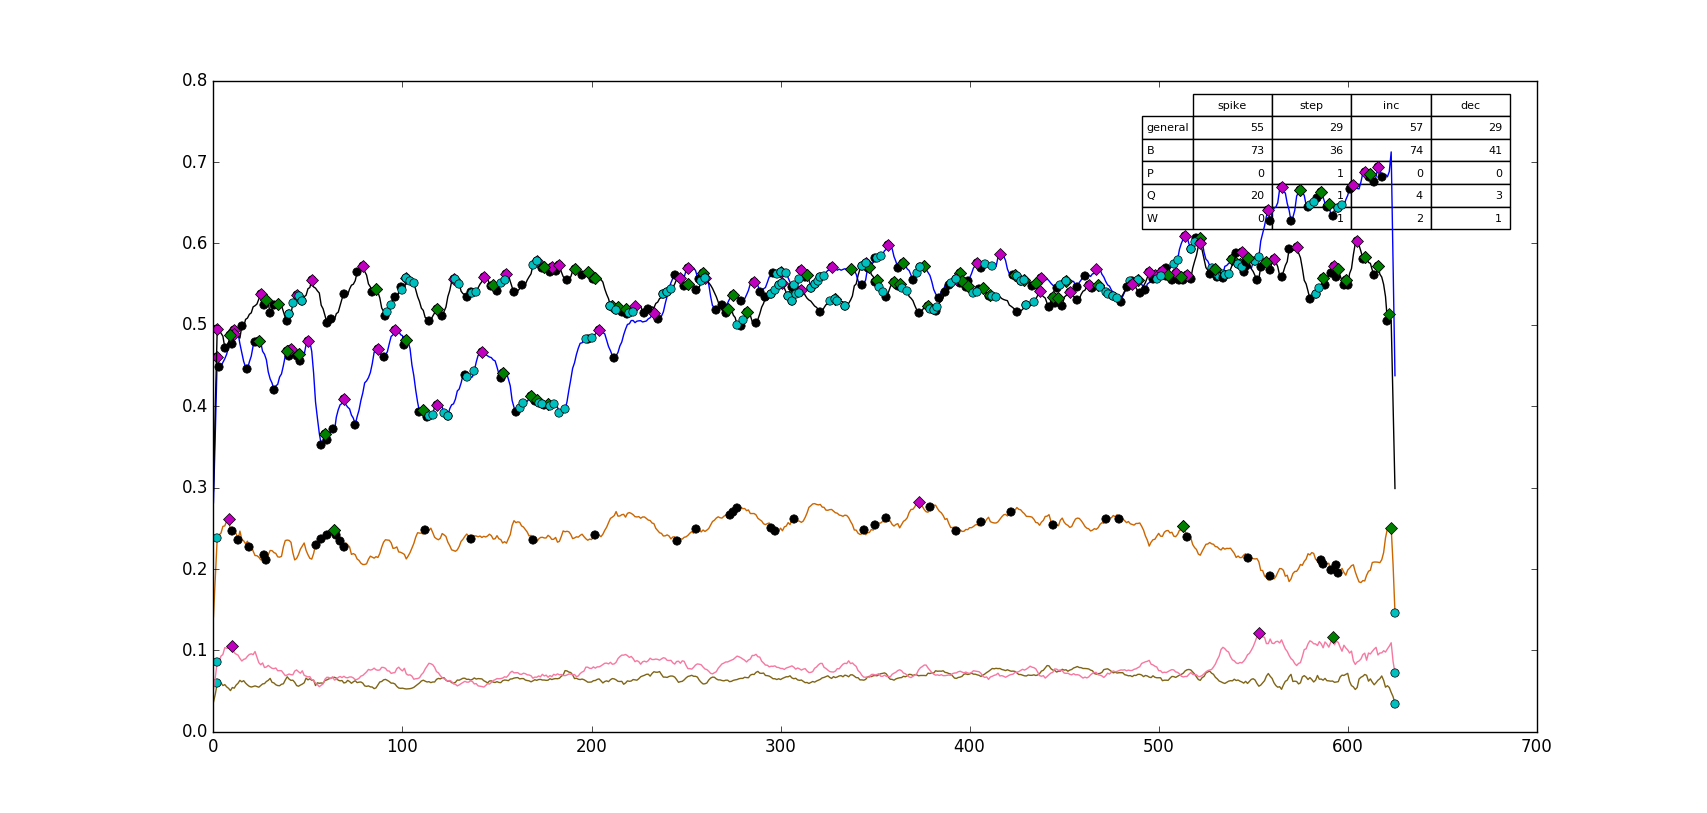 0.8
spike step inc dec
general 55 29 57 29
B 73 36 74 41
0.7
P 0 1 0 0
Q 20 1 4 3
W 0 1 2 1
0.6
0.5
0.4
0.3
0.2
0.1
0.0
0 100 200 300 400 500 600 700